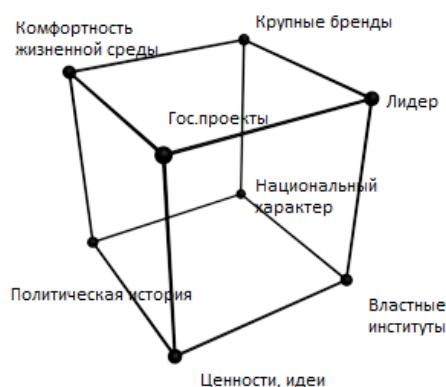 Комфортность
жизненной среды
Крупные бренды
Гос.проекты
Лидер
Национальный
характер
Политическая история
Властные
институты
Ценности, идеи